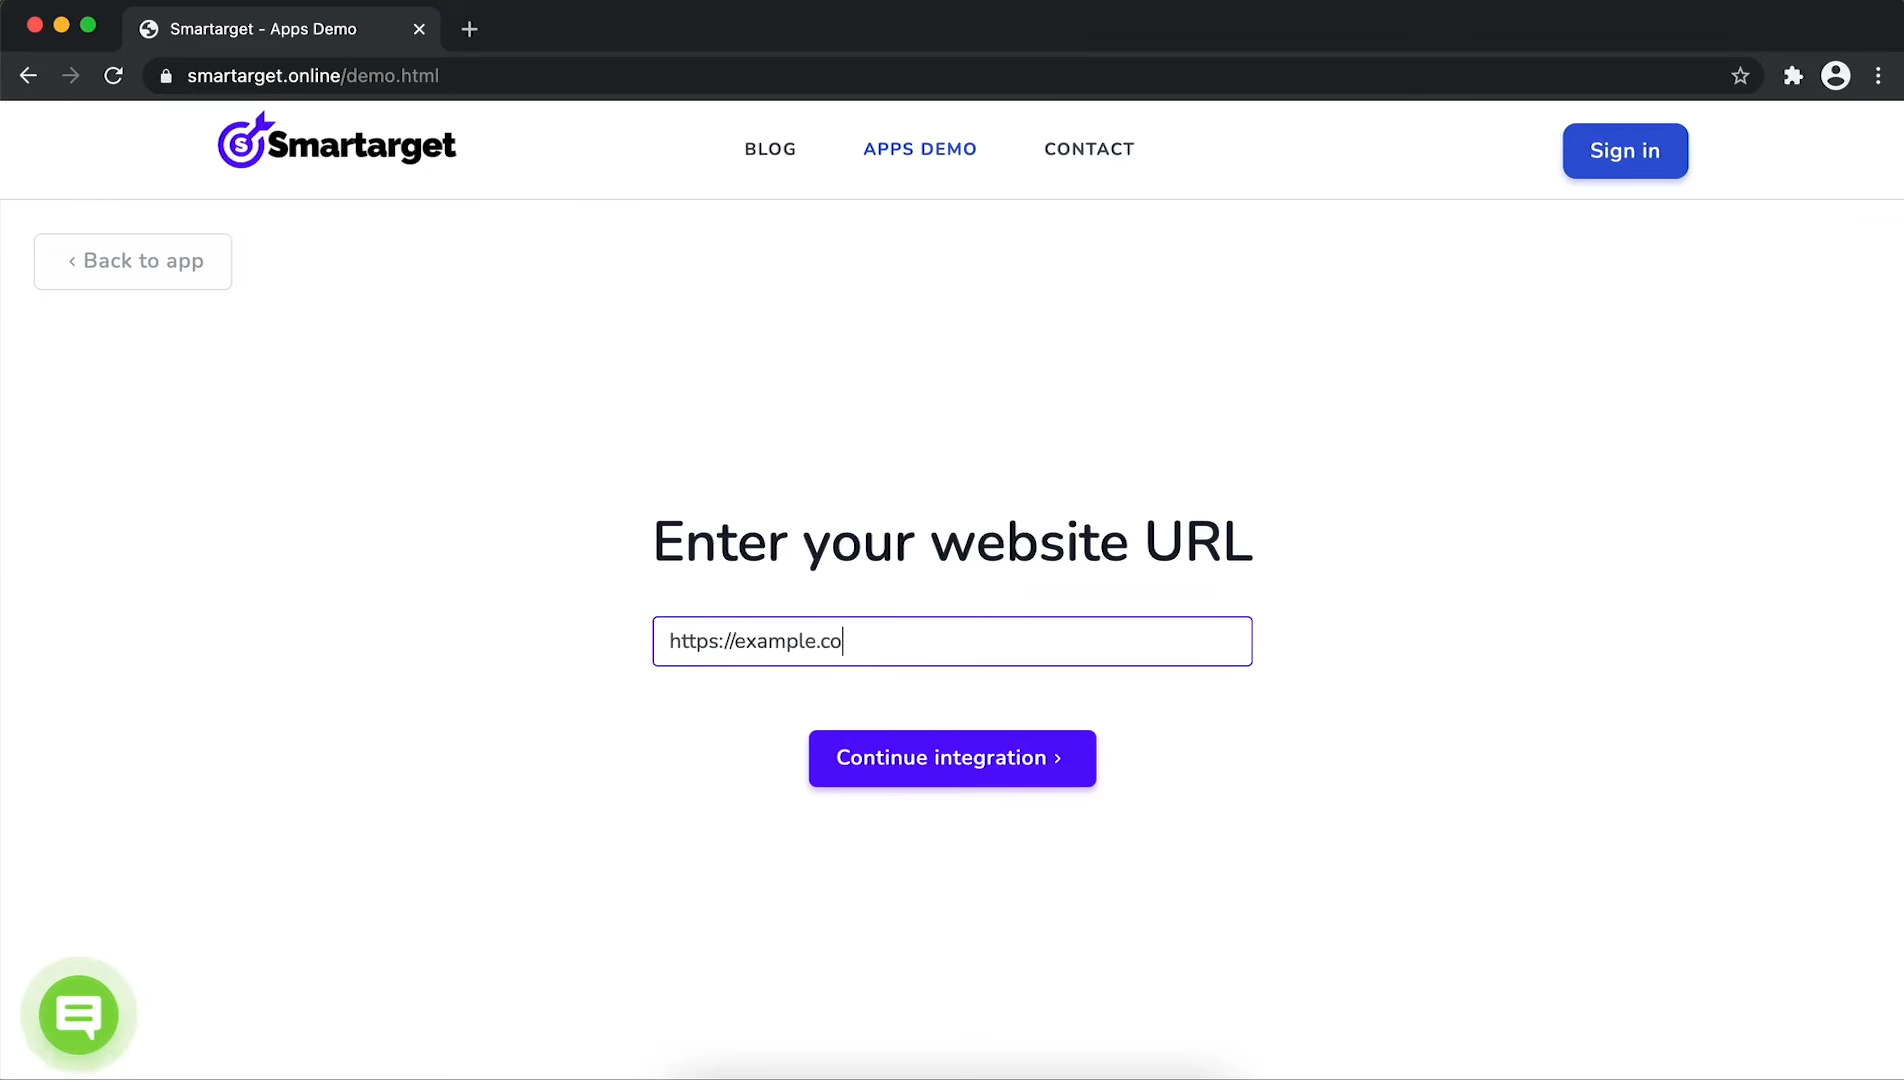 Smartarget - Apps Demo
smartarget.online/demo.html
Smartarget
BLOG
APPS DEMO
CONTACT
Sign in
‹ Back to app
Enter your website URL
https://example.co
Continue integration ›